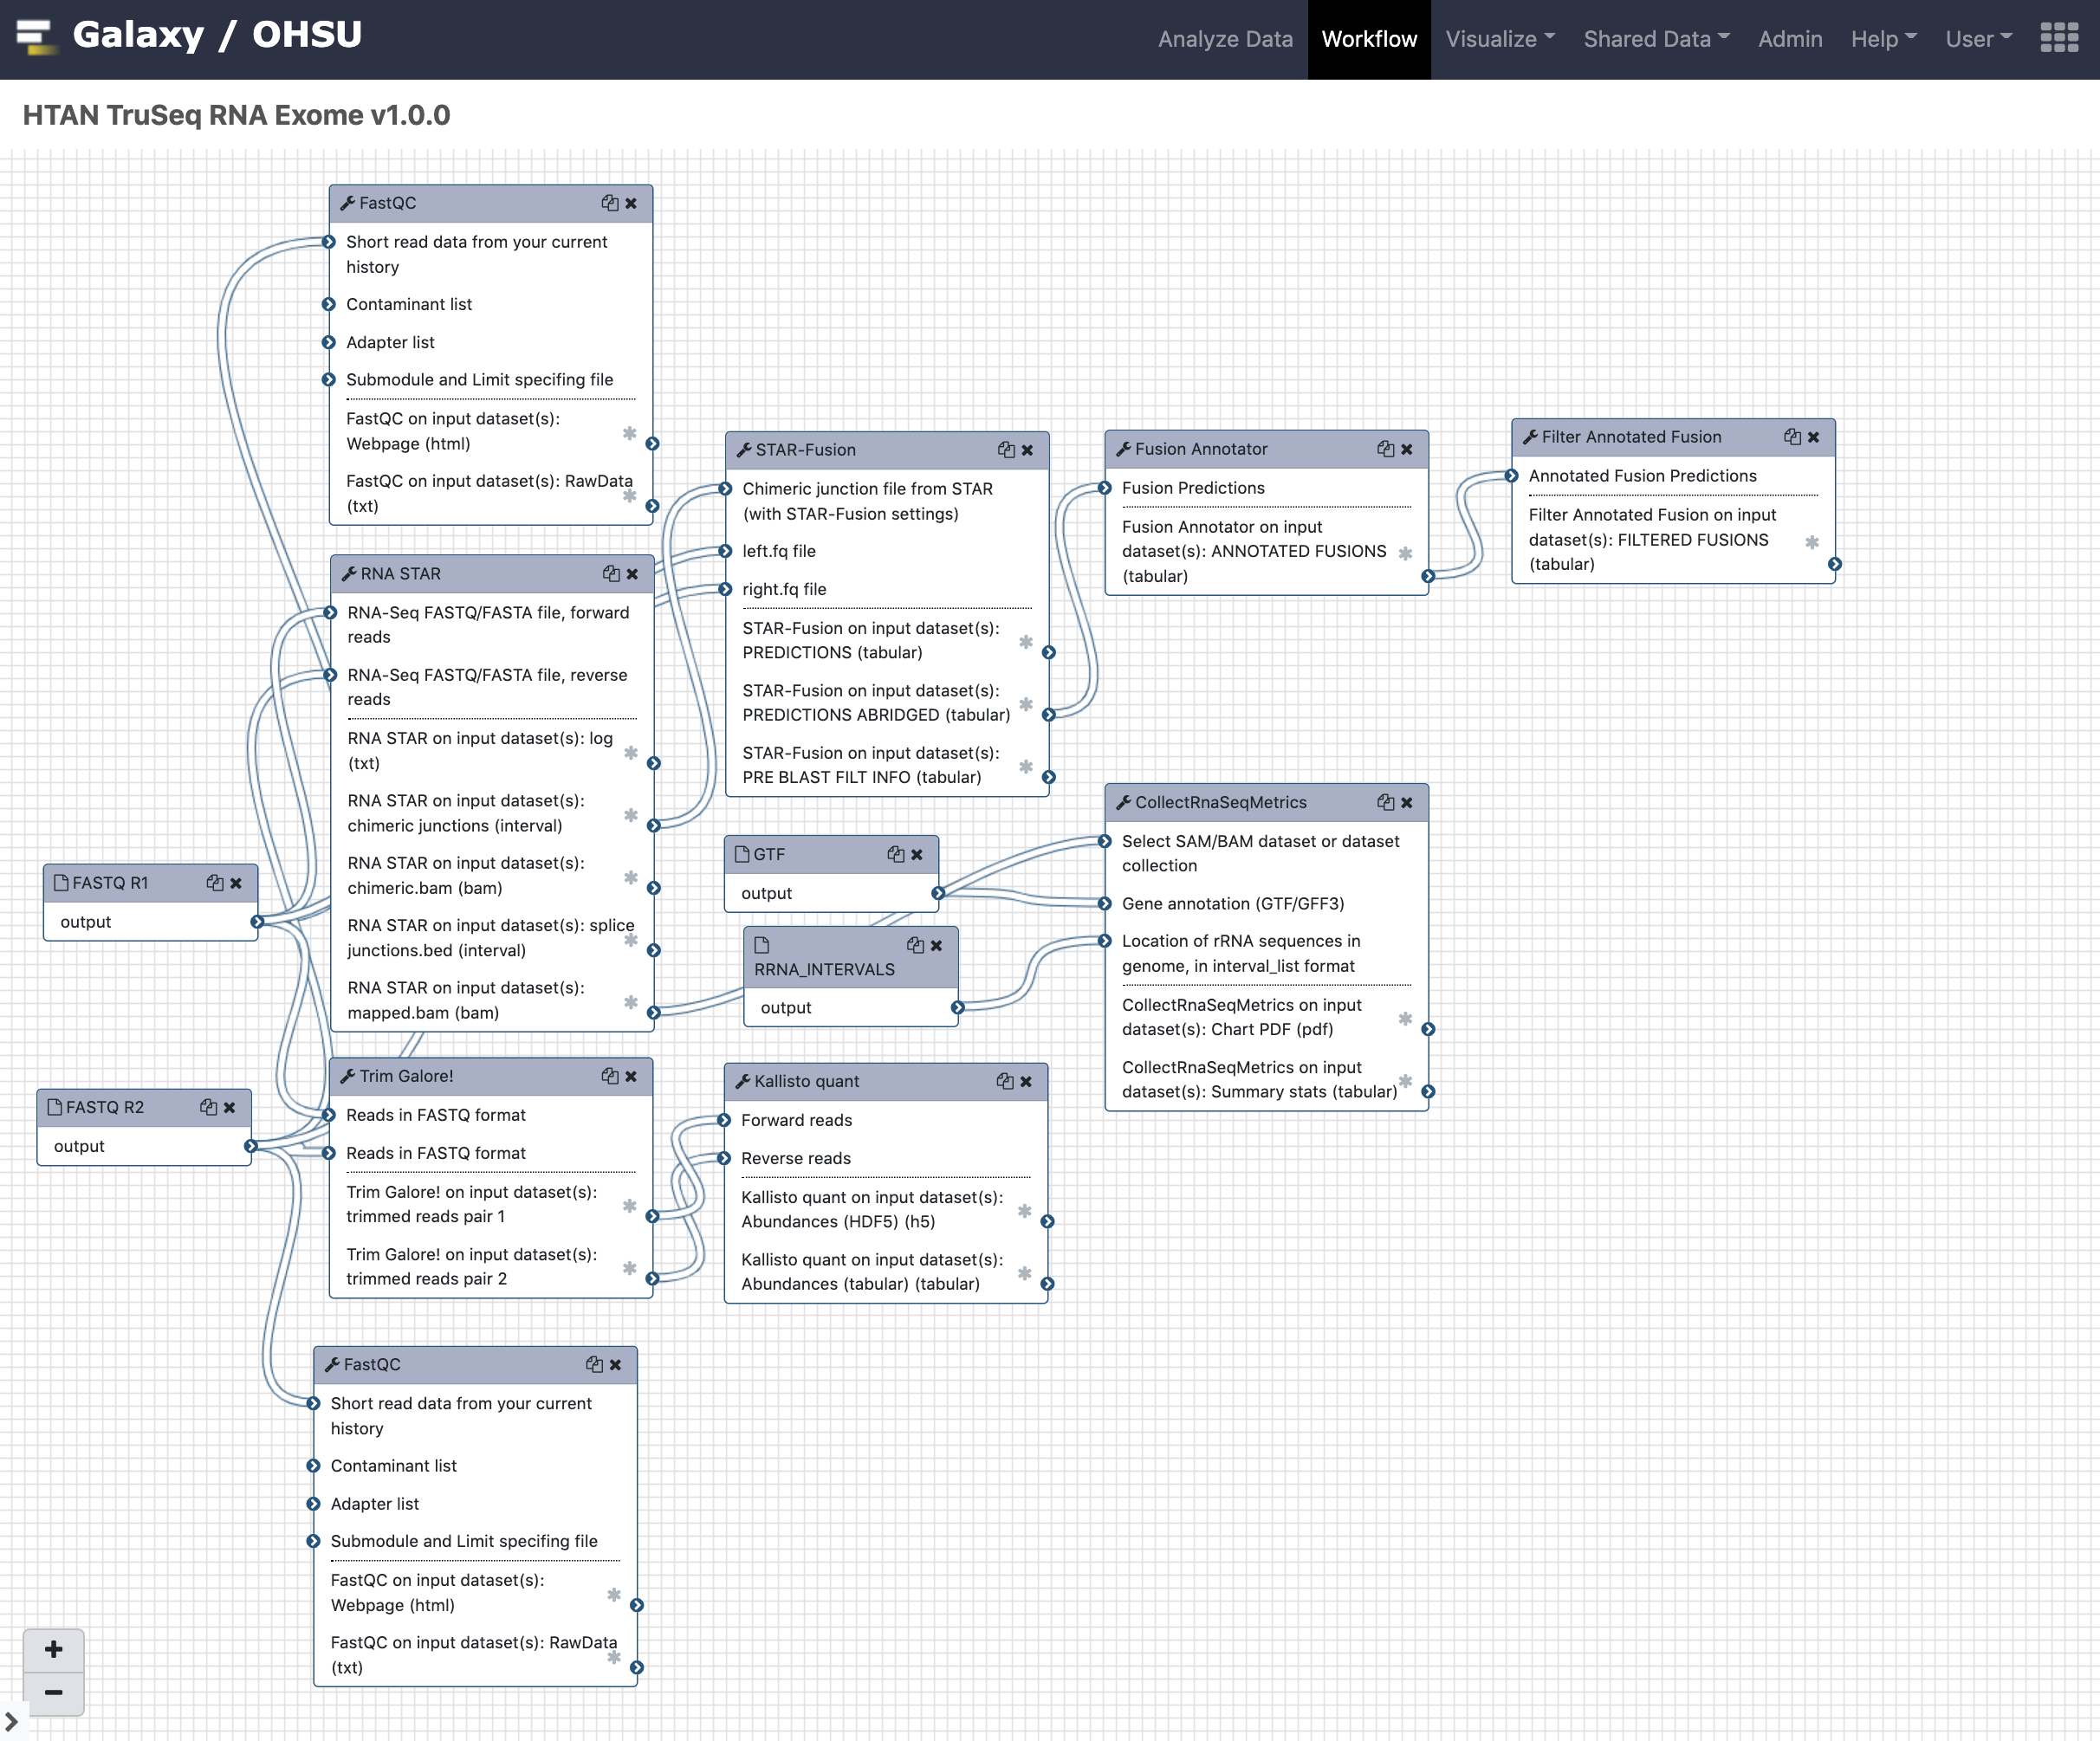 Galaxy / OHSU
Analyze Data Workflow Visualize Shared Data Admin Help User
HTAN TruSeq RNA Exome v1.0.0
FastQC
Short read data from your current
history
Contaminant list
Adapter list
Submodule and Limit specifing file
FastQC on input dataset(s):
Webpage (html)
FastQC on input dataset(s): RawData
(txt)
RNA STAR
RNA-Seq FASTQ/FASTA file, forward
reads
RNA-Seq FASTQ/FASTA file, reverse
reads
RNA STAR on input dataset(s): log
(txt)
RNA STAR on input dataset(s):
chimeric junctions (interval)
RNA STAR on input dataset(s):
chimeric.bam (bam)
RNA STAR on input dataset(s): splice
junctions.bed (interval)
RNA STAR on input dataset(s):
mapped.bam (bam)
STAR-Fusion
Chimeric junction file from STAR
(with STAR-Fusion settings)
left.fq file
right.fq file
STAR-Fusion on input dataset(s):
PREDICTIONS (tabular)
STAR-Fusion on input dataset(s):
PREDICTIONS ABRIDGED (tabular)
STAR-Fusion on input dataset(s):
PRE BLAST FILT INFO (tabular)
Fusion Annotator
Fusion Predictions
Fusion Annotator on input
dataset(s): ANNOTATED FUSIONS
(tabular)
Filter Annotated Fusion
Annotated Fusion Predictions
Filter Annotated Fusion on input
dataset(s): FILTERED FUSIONS
(tabular)
FASTQ R1
output
GTF
output
RRNA_INTERVALS
output
CollectRnaSeqMetrics
Select SAM/BAM dataset or dataset
collection
Gene annotation (GTF/GFF3)
Location of rRNA sequences in
genome, in interval_list format
CollectRnaSeqMetrics on input
dataset(s): Chart PDF (pdf)
CollectRnaSeqMetrics on input
dataset(s): Summary stats (tabular)
FASTQ R2
output
Trim Galore!
Reads in FASTQ format
Reads in FASTQ format
Trim Galore! on input dataset(s):
trimmed reads pair 1
Trim Galore! on input dataset(s):
trimmed reads pair 2
Kallisto quant
Forward reads
Reverse reads
Kallisto quant on input dataset(s):
Abundances (HDF5) (h5)
Kallisto quant on input dataset(s):
Abundances (tabular) (tabular)
FastQC
Short read data from your current
history
Contaminant list
Adapter list
Submodule and Limit specifing file
FastQC on input dataset(s):
Webpage (html)
FastQC on input dataset(s): RawData
(txt)